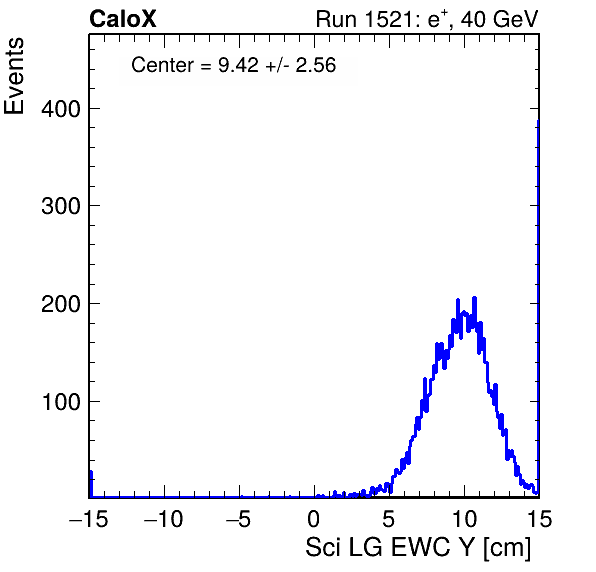 CaloX
Run 1521: e⁺, 40 GeV
Events
Center = 9.42 +/- 2.56
400
300
200
100
−15
−10
−5
0
5
10
15
Sci LG EWC Y [cm]